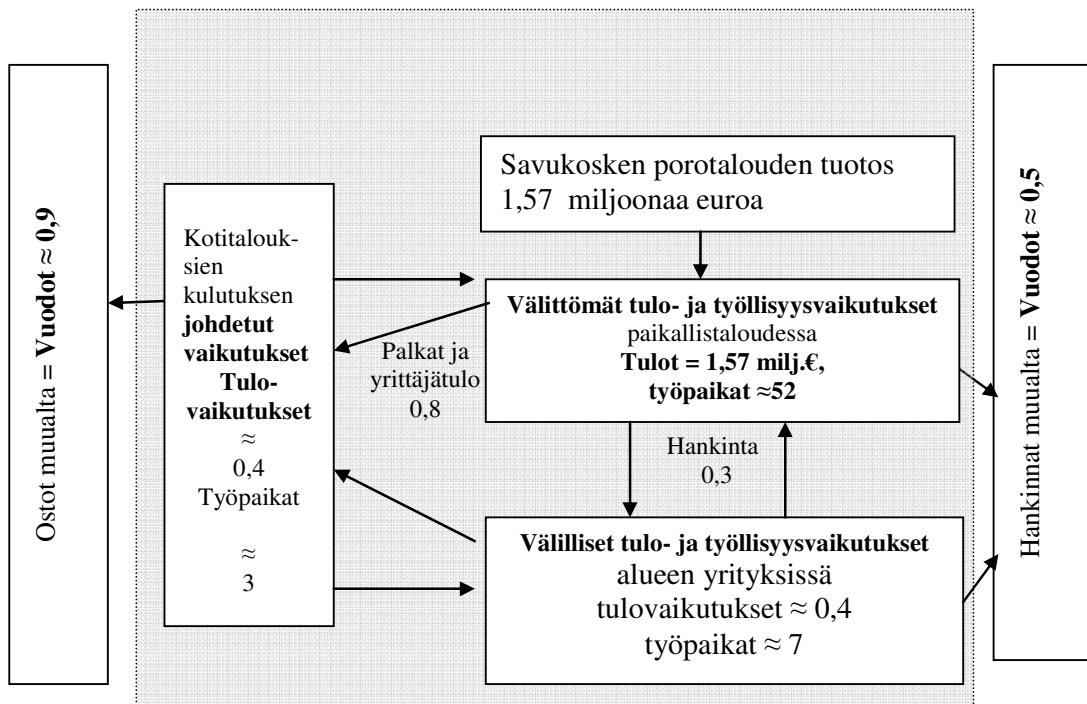 Ostot muualta = Vuodot ≈ 0,9
Kotitalouk-
sien
kulutuksen
johdetut
vaikutukset
Tulo-
vaikutukset
≈
0,4
Työpaikat
≈
3
Savukosken porotalouden tuotos
1,57 miljoonaa euroa
Välittömät tulo- ja työllisyysvaikutukset
paikallistaloudessa
Tulot = 1,57 milj.€,
työpaikat ≈52
Palkat ja
yrittäjätulo
0,8
Hankinta
0,3
Välilliset tulo- ja työllisyysvaikutukset
alueen yrityksissä
tulovaikutukset ≈ 0,4
työpaikat ≈ 7
Hankinnat muualta = Vuodot ≈ 0,5